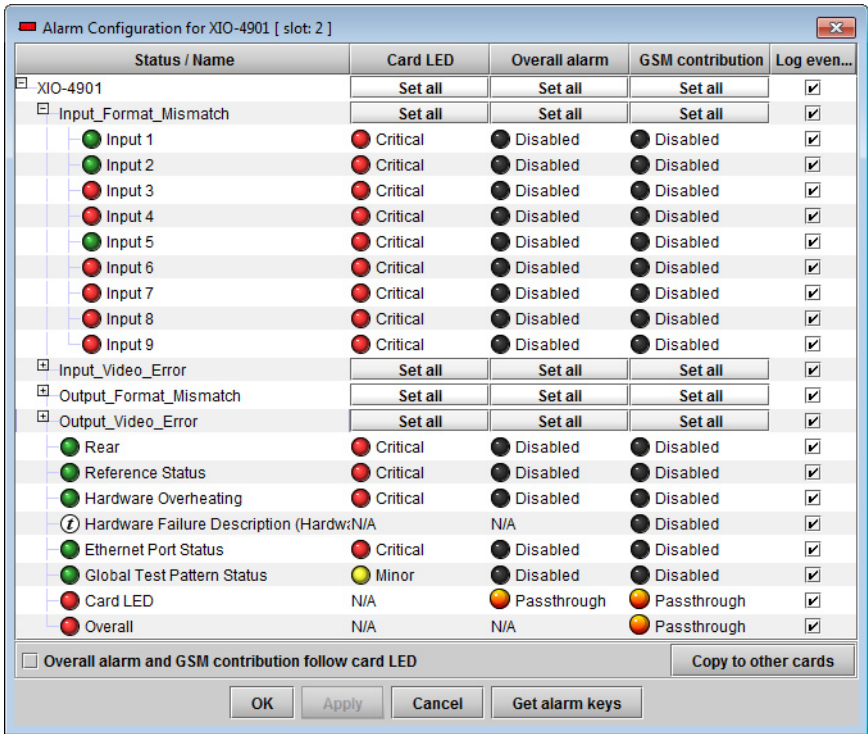 Alarm Configuration for XIO-4901 [ slot: 2 ]
Status / Name Card LED Overall alarm GSM contribution Log even...
XIO-4901 Set all Set all Set all
Input_Format_Mismatch Set all Set all Set all
Input 1 Critical Disabled Disabled
Input 2 Critical Disabled Disabled
Input 3 Critical Disabled Disabled
Input 4 Critical Disabled Disabled
Input 5 Critical Disabled Disabled
Input 6 Critical Disabled Disabled
Input 7 Critical Disabled Disabled
Input 8 Critical Disabled Disabled
Input 9 Critical Disabled Disabled
Input_Video_Error Set all Set all Set all
Output_Format_Mismatch Set all Set all Set all
Output_Video_Error Set all Set all Set all
Rear Critical Disabled Disabled
Reference Status Critical Disabled Disabled
Hardware Overheating Critical Disabled Disabled
t Hardware Failure Description (Hardwa N/A N/A Disabled
Ethernet Port Status Critical Disabled Disabled
Global Test Pattern Status Minor Disabled Disabled
Card LED N/A Passthrough Passthrough
Overall N/A N/A Passthrough
Overall alarm and GSM contribution follow card LED Copy to other cards
OK Apply Cancel Get alarm keys